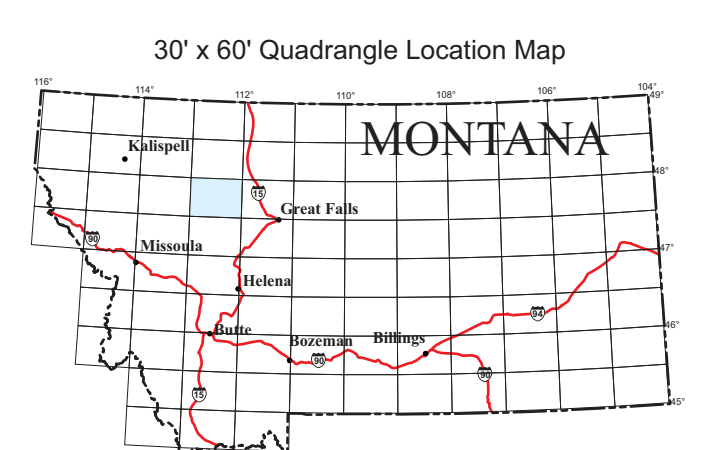 30' x 60' Quadrangle Location Map
116°
114°
112°
110°
108°
106°
104°
49°
MONTANA
Kalispell
48°
15
Great Falls
90
Missoula
47°
Helena
94
Butte
46°
Bozeman
Billings
90
90
15
45°